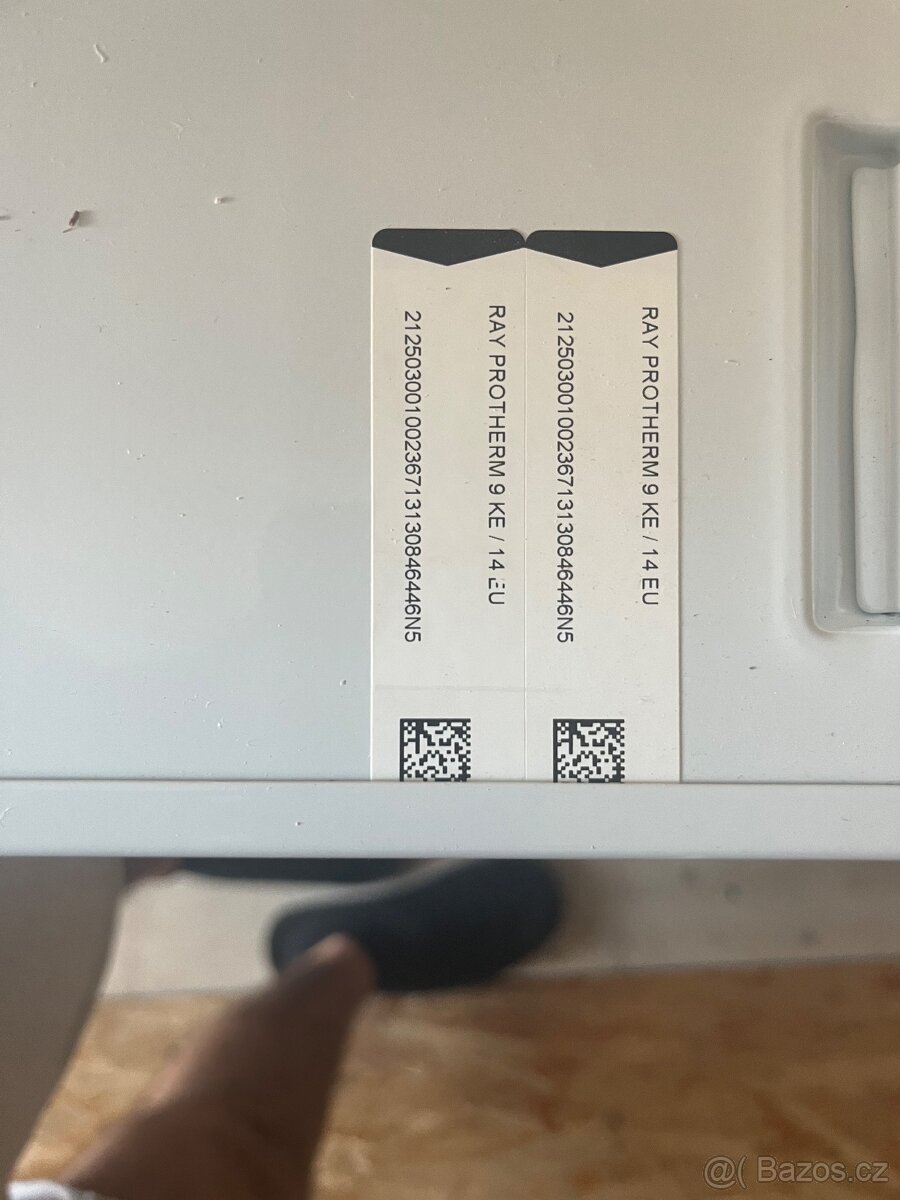 RAY PROTHERM 9 KE / 14 EU
21250300100236713130846446N5
RAY PROTHERM 9 KE / 14 EU
21250300100236713130846446N5
@( Bazos.cz